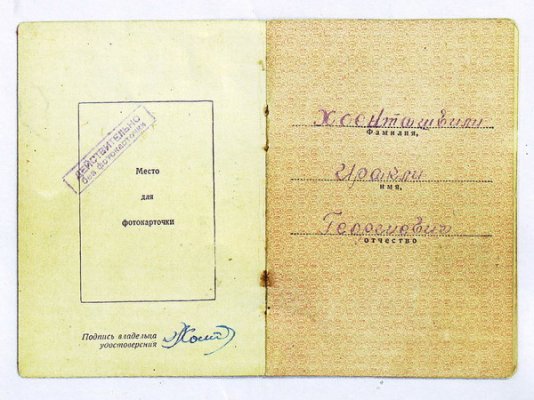 ДЕЙСТВИТЕЛЬНО
без фотокарточки
Место
для
фотокарточки
Подпись владельца
удостоверения
Фамилия,
Иракли
имя,
отчество